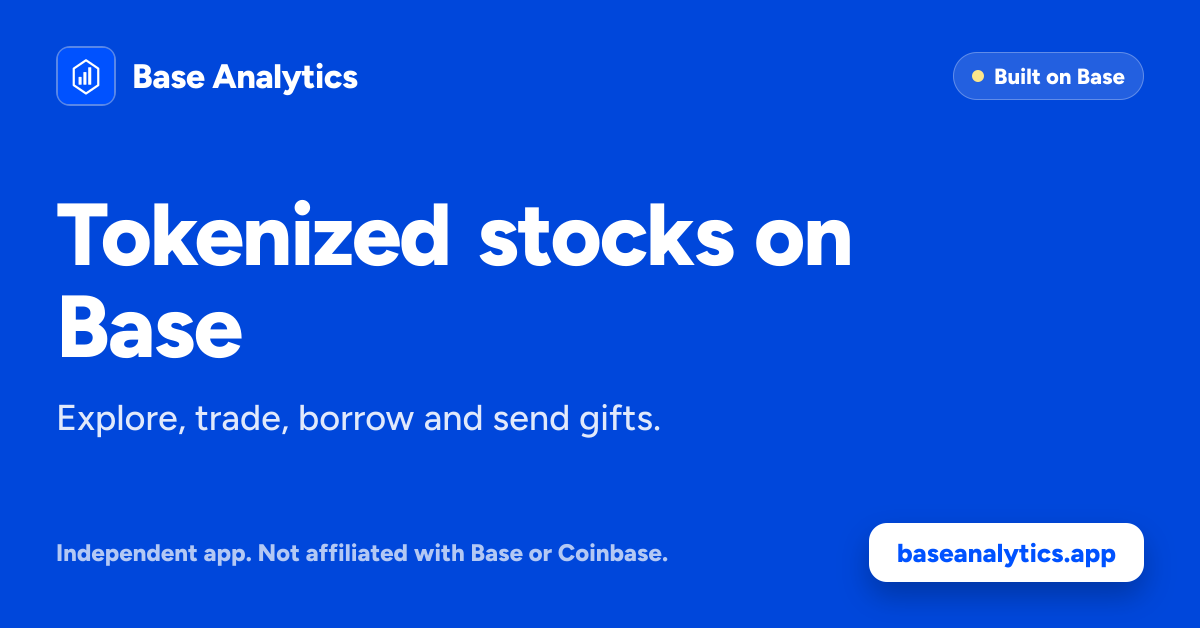 Base Analytics
Built on Base
Tokenized stocks on
Base
Explore, trade, borrow and send gifts.
Independent app. Not affiliated with Base or Coinbase.
baseanalytics.app